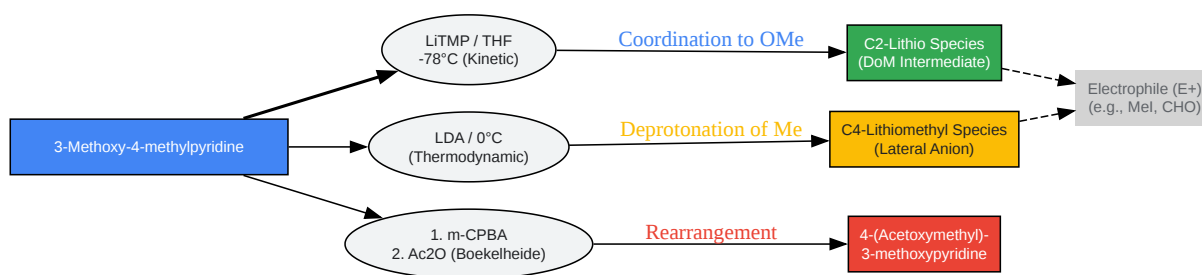 LiTMP / THF
-78°C (Kinetic)
Coordination to OMe
C2-Lithio Species
(DoM Intermediate)
Electrophile (E+)
(e.g., MeI, CHO)
3-Methoxy-4-methylpyridine
LDA / 0°C
(Thermodynamic)
Deprotonation of Me
C4-Lithiomethyl Species
(Lateral Anion)
1. m-CPBA
2. Ac2O (Boekelheide)
Rearrangement
4-(Acetoxymethyl)-
3-methoxypyridine